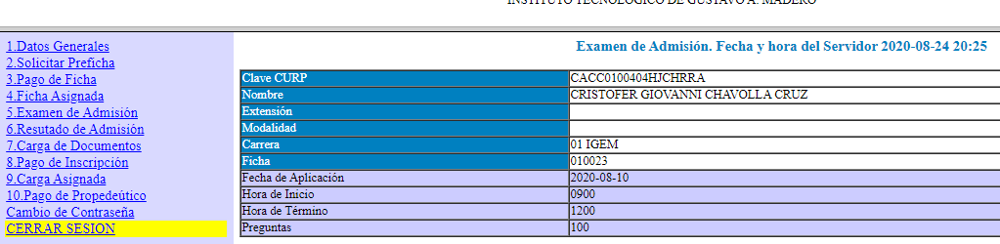 INSTITUTO TECNOLOGICO DE GUSTAVO A. MADERO
1.Datos Generales
2.Solicitar Preficha
3.Pago de Ficha
4.Ficha Asignada
5.Examen de Admisión
6.Resutado de Admisión
7.Carga de Documentos
8.Pago de Inscripción
9.Carga Asignada
10.Pago de Propedeútico
Cambio de Contraseña
CERRAR SESION
Examen de Admisión. Fecha y hora del Servidor 2020-08-24 20:25
Clave CURP CACC0100404HJCHRRA
Nombre CRISTOFER GIOVANNI CHAVOLLA CRUZ
Extensión
Modalidad
Carrera 01 IGEM
Ficha 010023
Fecha de Aplicación 2020-08-10
Hora de Inicio 0900
Hora de Término 1200
Preguntas 100